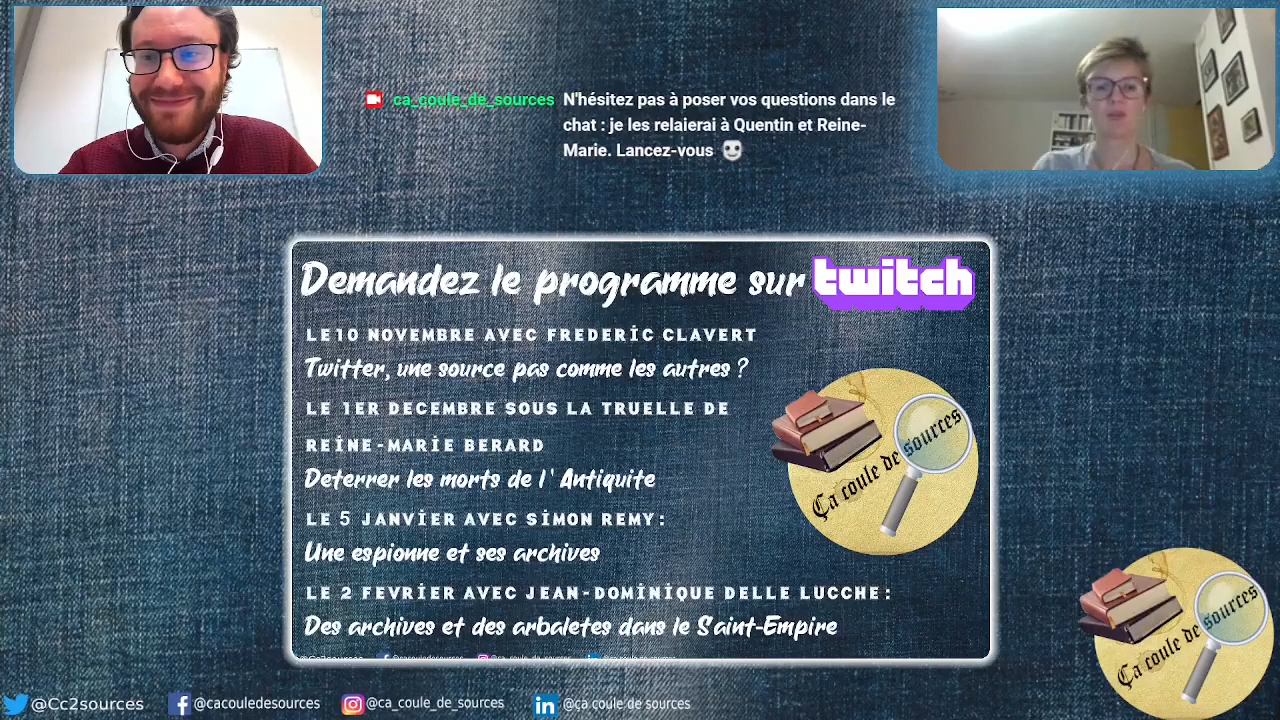 ca_coule_de_sources N'hésitez pas à poser vos questions dans le
chat : je les relaierai à Quentin et Reine-
Marie. Lancez-vous
Demandez le programme sur twitch
LE10 NOVEMBRE AVEC FREDERIC CLAVERT
Twitter, une source pas comme les autres ?
LE 1ER DECEMBRE SOUS LA TRUELLE DE
REINE-MARIE BERARD
Deterrer les morts de l'Antiquite
LE 5 JANVIER AVEC SIMON REMY:
Une espionne et ses archives
LE 2 FEVRIER AVEC JEAN-DOMINIQUE DELLE LUCCHE:
Des archives et des arbaletes dans le Saint-Empire
Ça coule de sources
@Cc2sources @cacouledesources @ca_coule_de_sources @ça coule de sources
Ça coule de sources